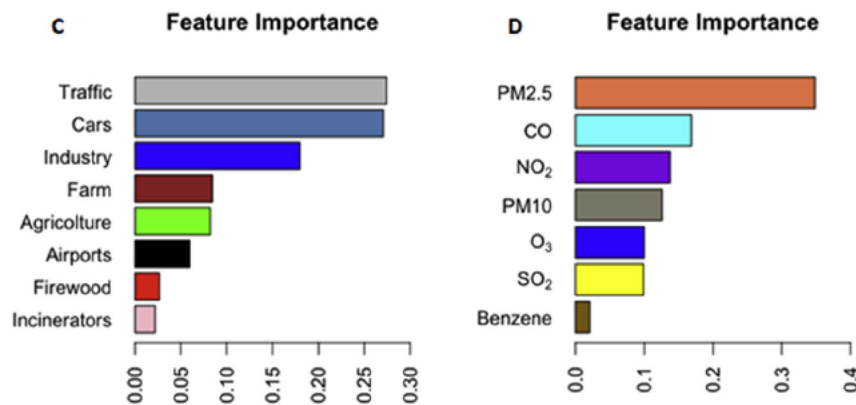 C
Feature Importance
Traffic
Cars
Industry
Farm
Agricolture
Airports
Firewood
Incinerators
0.00
0.05
0.10
0.15
0.20
0.25
0.30
D
Feature Importance
PM2.5
CO
NO₂
PM10
O₃
SO₂
Benzene
0.0
0.1
0.2
0.3
0.4